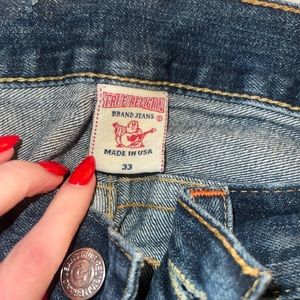 TRUE RELIGION
BRAND JEANS
®
MADE IN USA
33